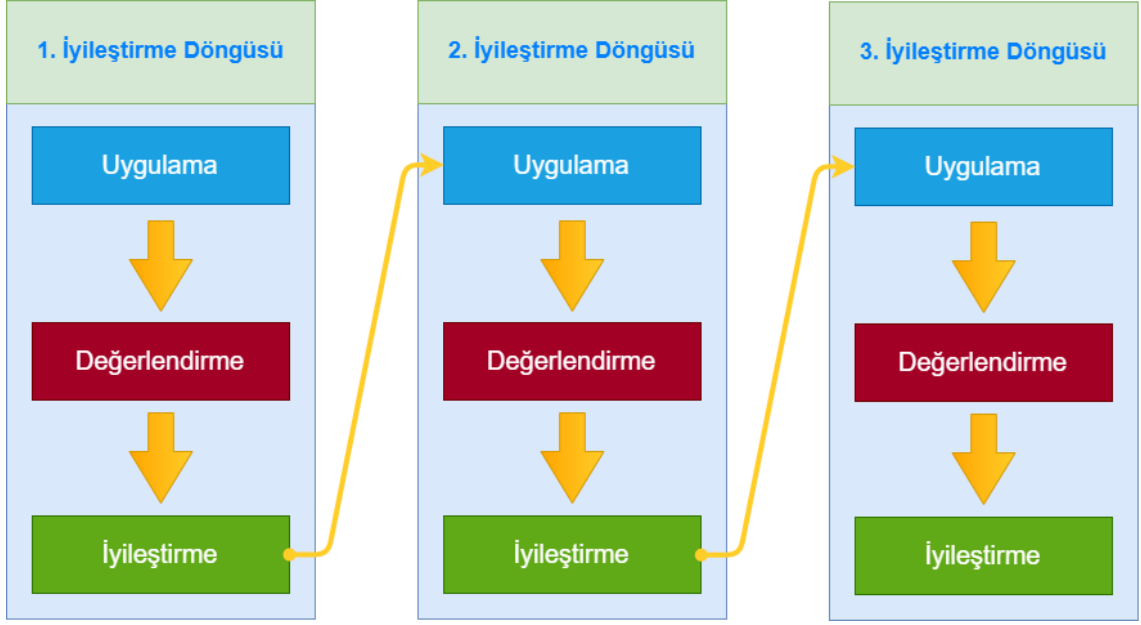 1. İyileştirme Döngüsü
Uygulama
Değerlendirme
İyileştirme
2. İyileştirme Döngüsü
Uygulama
Değerlendirme
İyileştirme
3. İyileştirme Döngüsü
Uygulama
Değerlendirme
İyileştirme